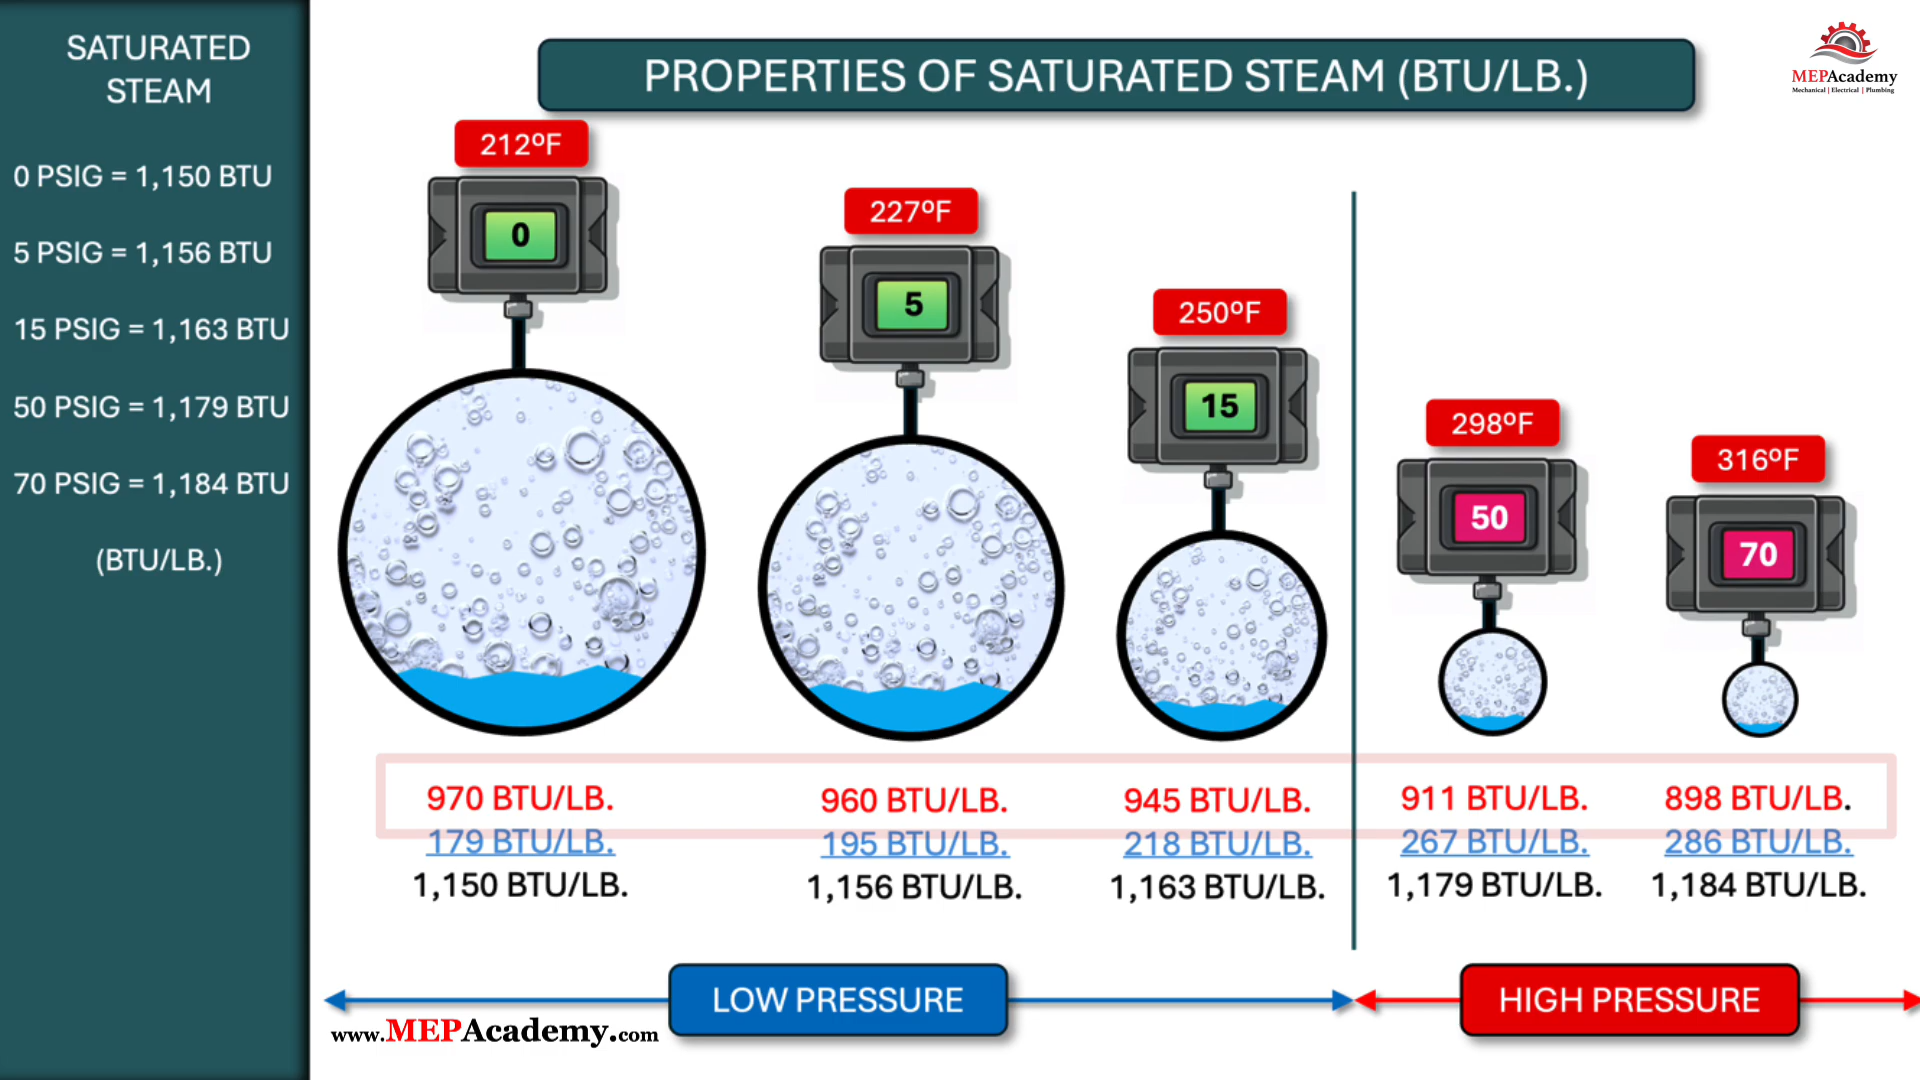 SATURATED
STEAM
0 PSIG = 1,150 BTU
5 PSIG = 1,156 BTU
15 PSIG = 1,163 BTU
50 PSIG = 1,179 BTU
70 PSIG = 1,184 BTU
(BTU/LB.)
PROPERTIES OF SATURATED STEAM (BTU/LB.)
MEPAcademy
Mechanical | Electrical | Plumbing
212ºF
0
227ºF
5
250ºF
15
298ºF
50
316ºF
70
970 BTU/LB. 960 BTU/LB. 945 BTU/LB. 911 BTU/LB. 898 BTU/LB.
179 BTU/LB. 195 BTU/LB. 218 BTU/LB. 267 BTU/LB. 286 BTU/LB.
1,150 BTU/LB. 1,156 BTU/LB. 1,163 BTU/LB. 1,179 BTU/LB. 1,184 BTU/LB.
LOW PRESSURE
HIGH PRESSURE
www.MEPAcademy.com